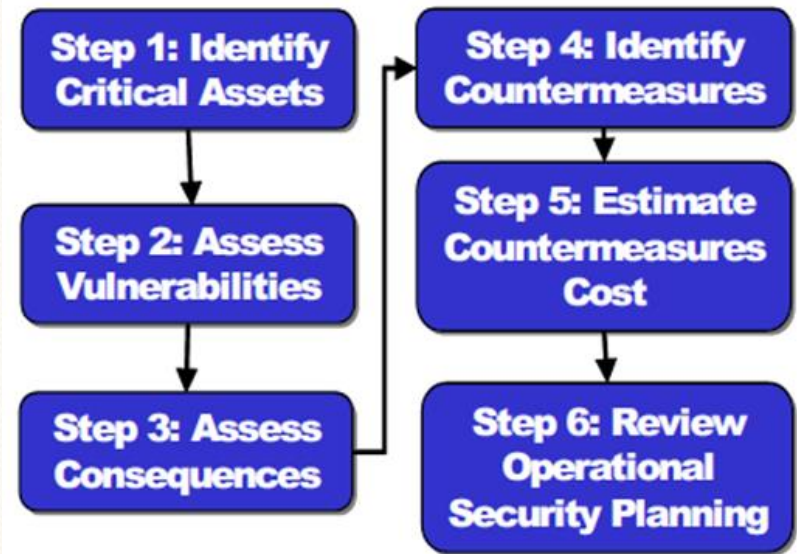 Step 1: Identify
Critical Assets
Step 2: Assess
Vulnerabilities
Step 3: Assess
Consequences
Step 4: Identify
Countermeasures
Step 5: Estimate
Countermeasures
Cost
Step 6: Review
Operational
Security Planning